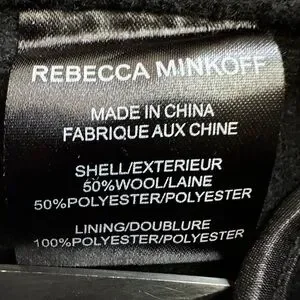 REBECCA MINKOFF
MADE IN CHINA
FABRIQUE AUX CHINE
SHELL/EXTERIEUR
50%WOOL/LAINE
50%POLYESTER/POLYESTER
LINING/DOUBLURE
100%POLYESTER/POLYESTER